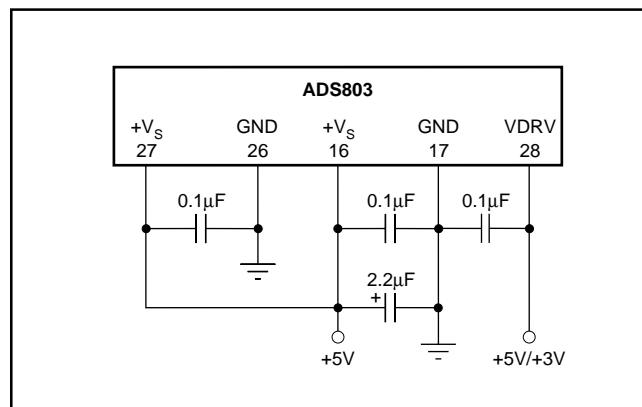 ADS803
+VS GND +VS GND VDRV
27 26 16 17 28
0.1µF 0.1µF 0.1µF
2.2µF
+
+5V +5V/+3V